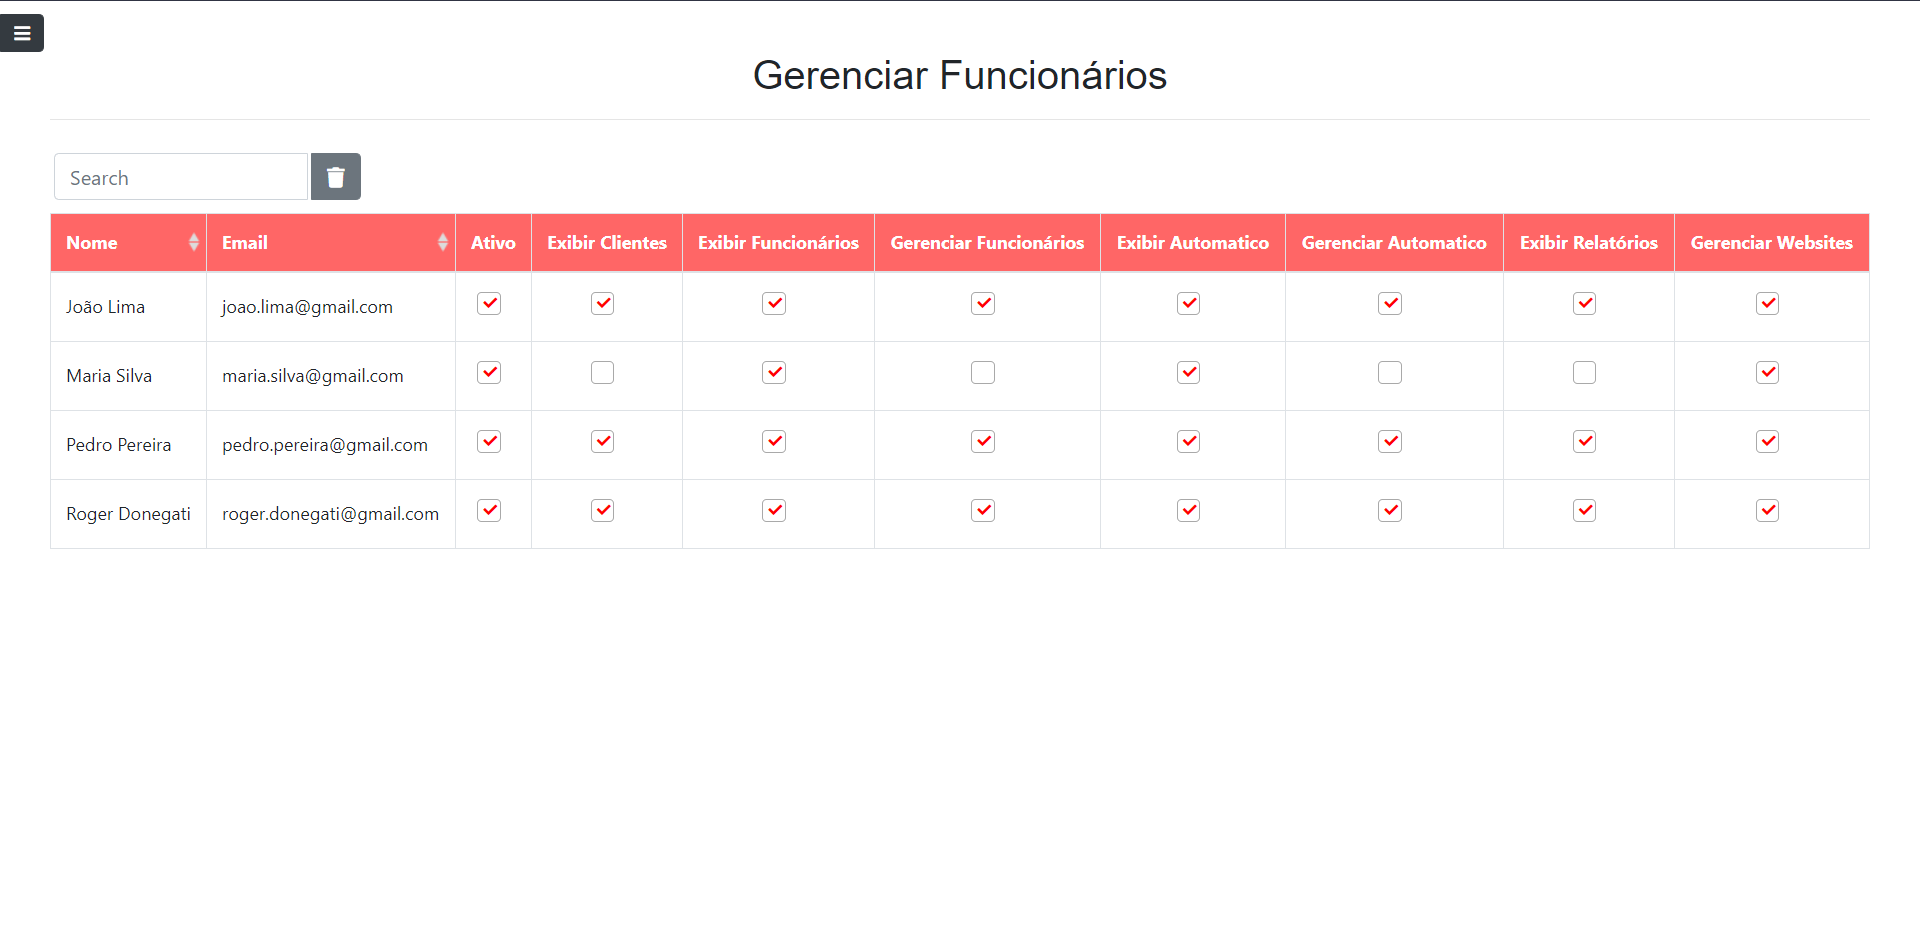 Gerenciar Funcionários
Search
Nome Email Ativo Exibir Clientes Exibir Funcionários Gerenciar Funcionários Exibir Automatico Gerenciar Automatico Exibir Relatórios Gerenciar Websites
João Lima joao.lima@gmail.com
Maria Silva maria.silva@gmail.com
Pedro Pereira pedro.pereira@gmail.com
Roger Donegati roger.donegati@gmail.com